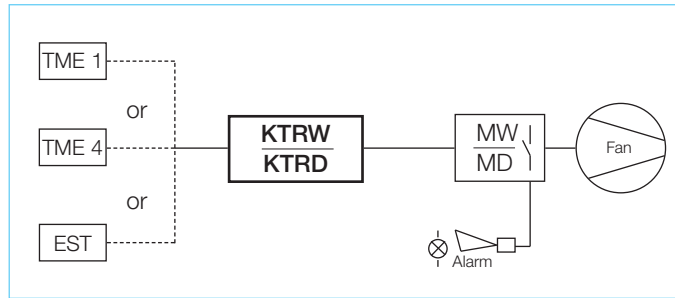 TME 1
or
TME 4
or
EST
KTRW
KTRD
MW
MD
Fan
Alarm